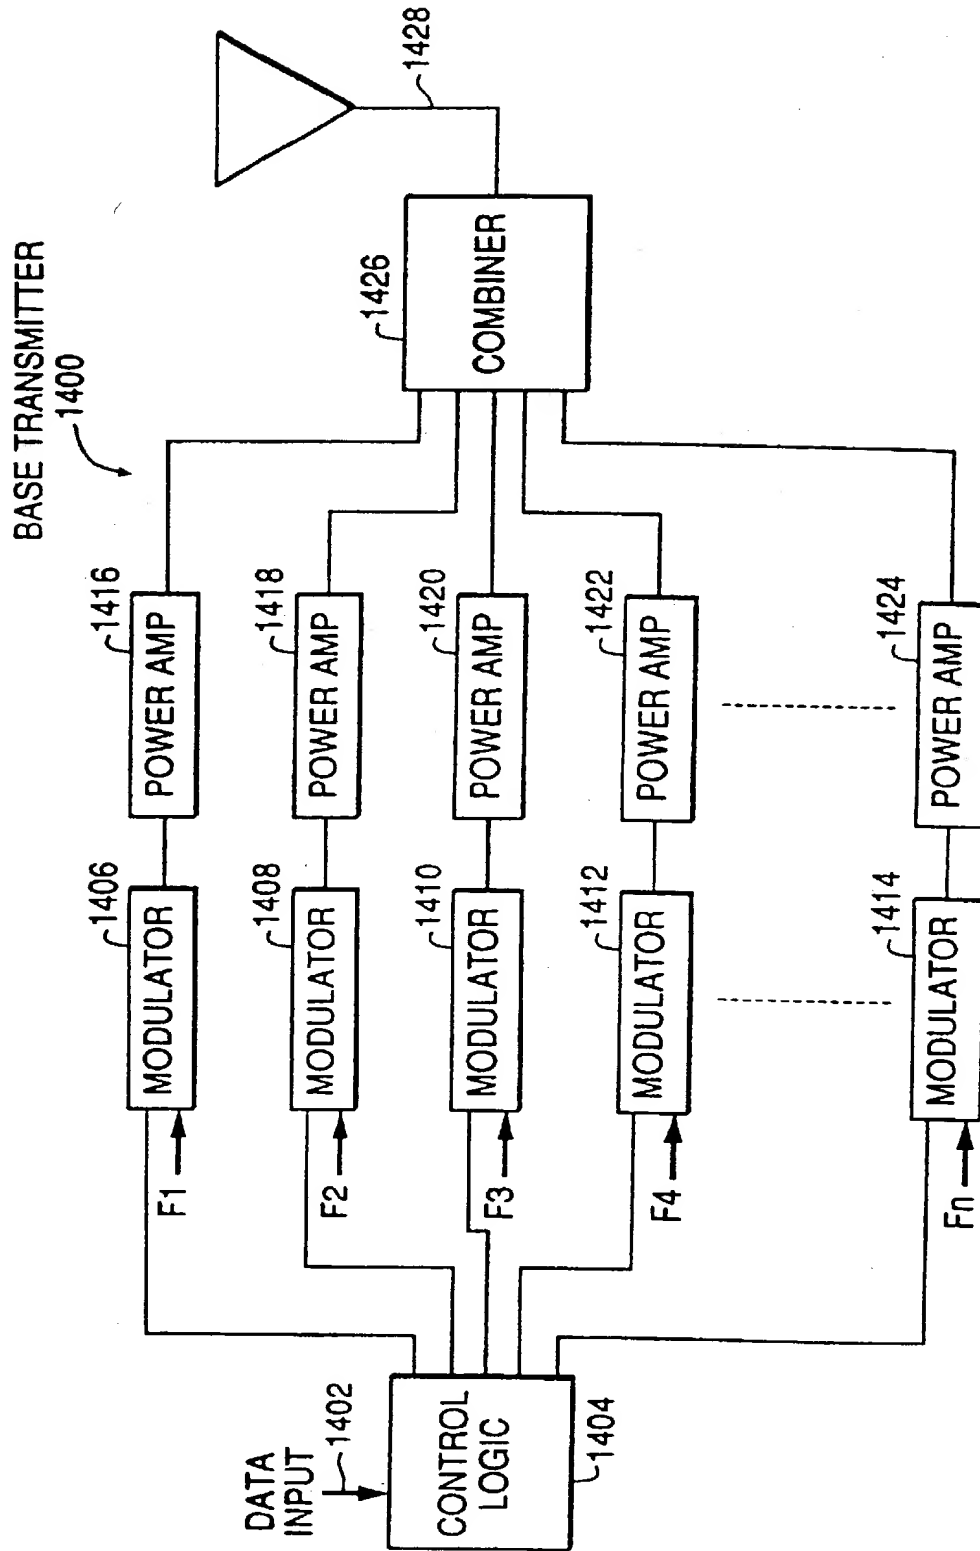 BASE TRANSMITTER
1400
DATA
INPUT
1402
CONTROL
LOGIC
1404
F1
MODULATOR
1406
POWER AMP
1416
F2
MODULATOR
1408
POWER AMP
1418
F3
MODULATOR
1410
POWER AMP
1420
F4
MODULATOR
1412
POWER AMP
1422
Fn
MODULATOR
1414
POWER AMP
1424
COMBINER
1426
1428